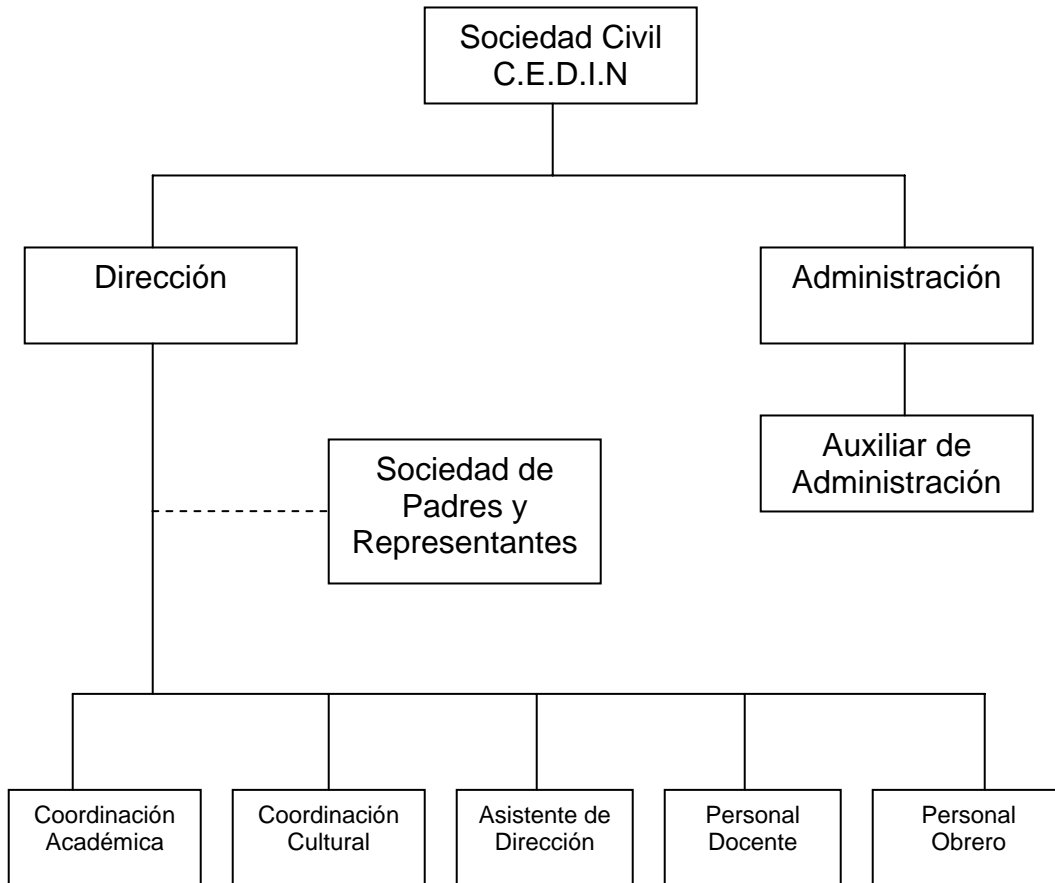 Sociedad Civil
C.E.D.I.N
Dirección
Administración
Auxiliar de
Administración
Sociedad de
Padres y
Representantes
Coordinación
Académica
Coordinación
Cultural
Asistente de
Dirección
Personal
Docente
Personal
Obrero